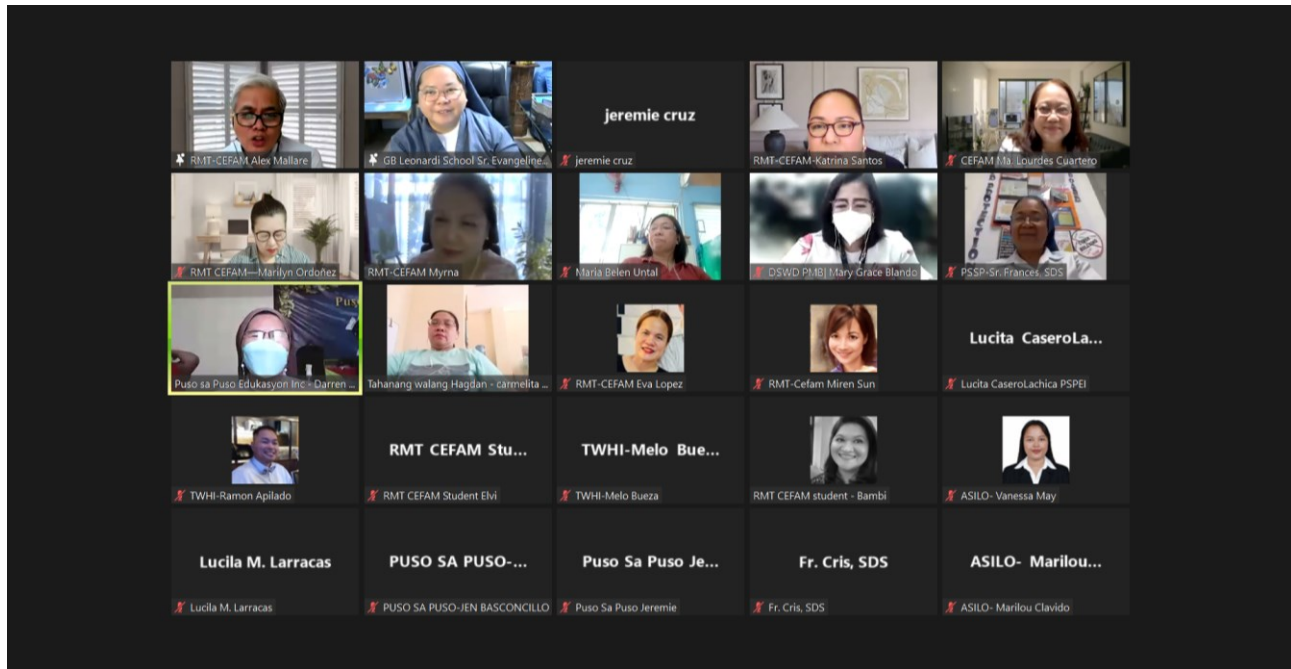 jeremie cruz
RMT-CEFAM Alex Mallare
GB Leonardi School Sr. Evangeline...
jeremie cruz
RMT-CEFAM-Katrina Santos
CEFAM Ma. Lourdes Cuartero
RMT CEFAM—Marilyn Ordoñez
RMT-CEFAM Myrna
Maria Belen Untal
DSWD PMB| Mary Grace Blando
PSSP-Sr. Frances, SDS
Lucita CaseroLa...
Puso sa Puso Edukasyon Inc - Darren ...
Tahanang walang Hagdan - carmelita ...
RMT-CEFAM Eva Lopez
RMT-Cefam Miren Sun
Lucita CaseroLachica PSPEI
RMT CEFAM Stu...
TWHI-Melo Bue...
TWHI-Ramon Apilado
RMT CEFAM Student Elvi
TWHI-Melo Bueza
RMT CEFAM student - Bambi
ASILO- Vanessa May
Lucila M. Larracas
PUSO SA PUSO-...
Puso Sa Puso Je...
Fr. Cris, SDS
ASILO- Marilou...
Lucila M. Larracas
PUSO SA PUSO-JEN BASCONCILLO
Puso Sa Puso Jeremie
Fr. Cris, SDS
ASILO- Marilou Clavido